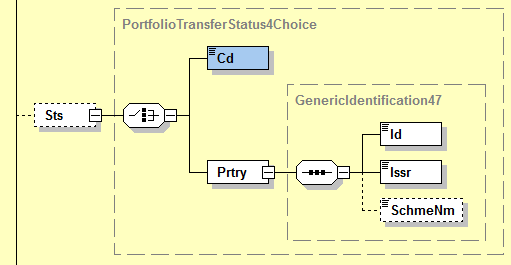 PortfolioTransferStatus4Choice
Cd
Sts
GenericIdentification47
Id
Prtry
Issr
SchmeNm